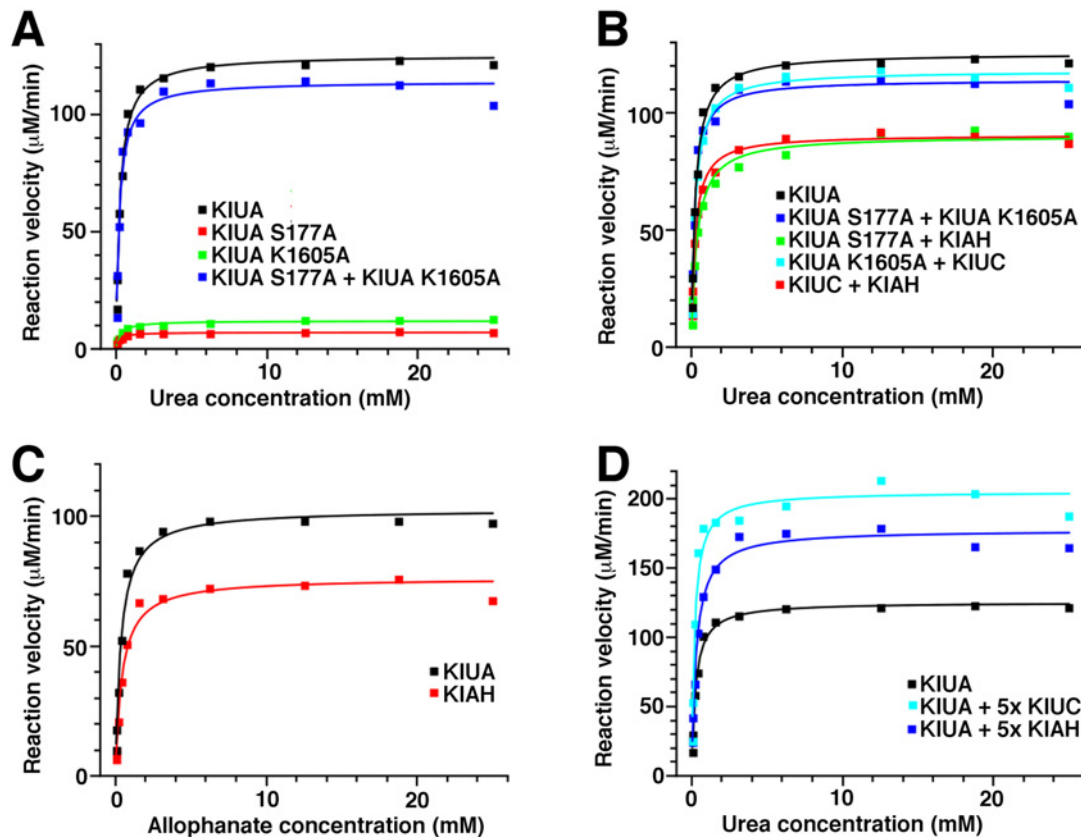 A
Reaction velocity (μM/min)
100
50
0
KIUA
KIUA S177A
KIUA K1605A
KIUA S177A + KIUA K1605A
0
10
20
Urea concentration (mM)
B
Reaction velocity (μM/min)
100
50
0
KIUA
KIUA S177A + KIUA K1605A
KIUA S177A + KIAH
KIUA K1605A + KIUC
KIUC + KIAH
0
10
20
Urea concentration (mM)
C
Reaction velocity (μM/min)
100
50
0
KIUA
KIAH
0
10
20
Allophanate concentration (mM)
D
Reaction velocity (μM/min)
200
150
100
50
0
KIUA
KIUA + 5x KIUC
KIUA + 5x KIAH
0
10
20
Urea concentration (mM)